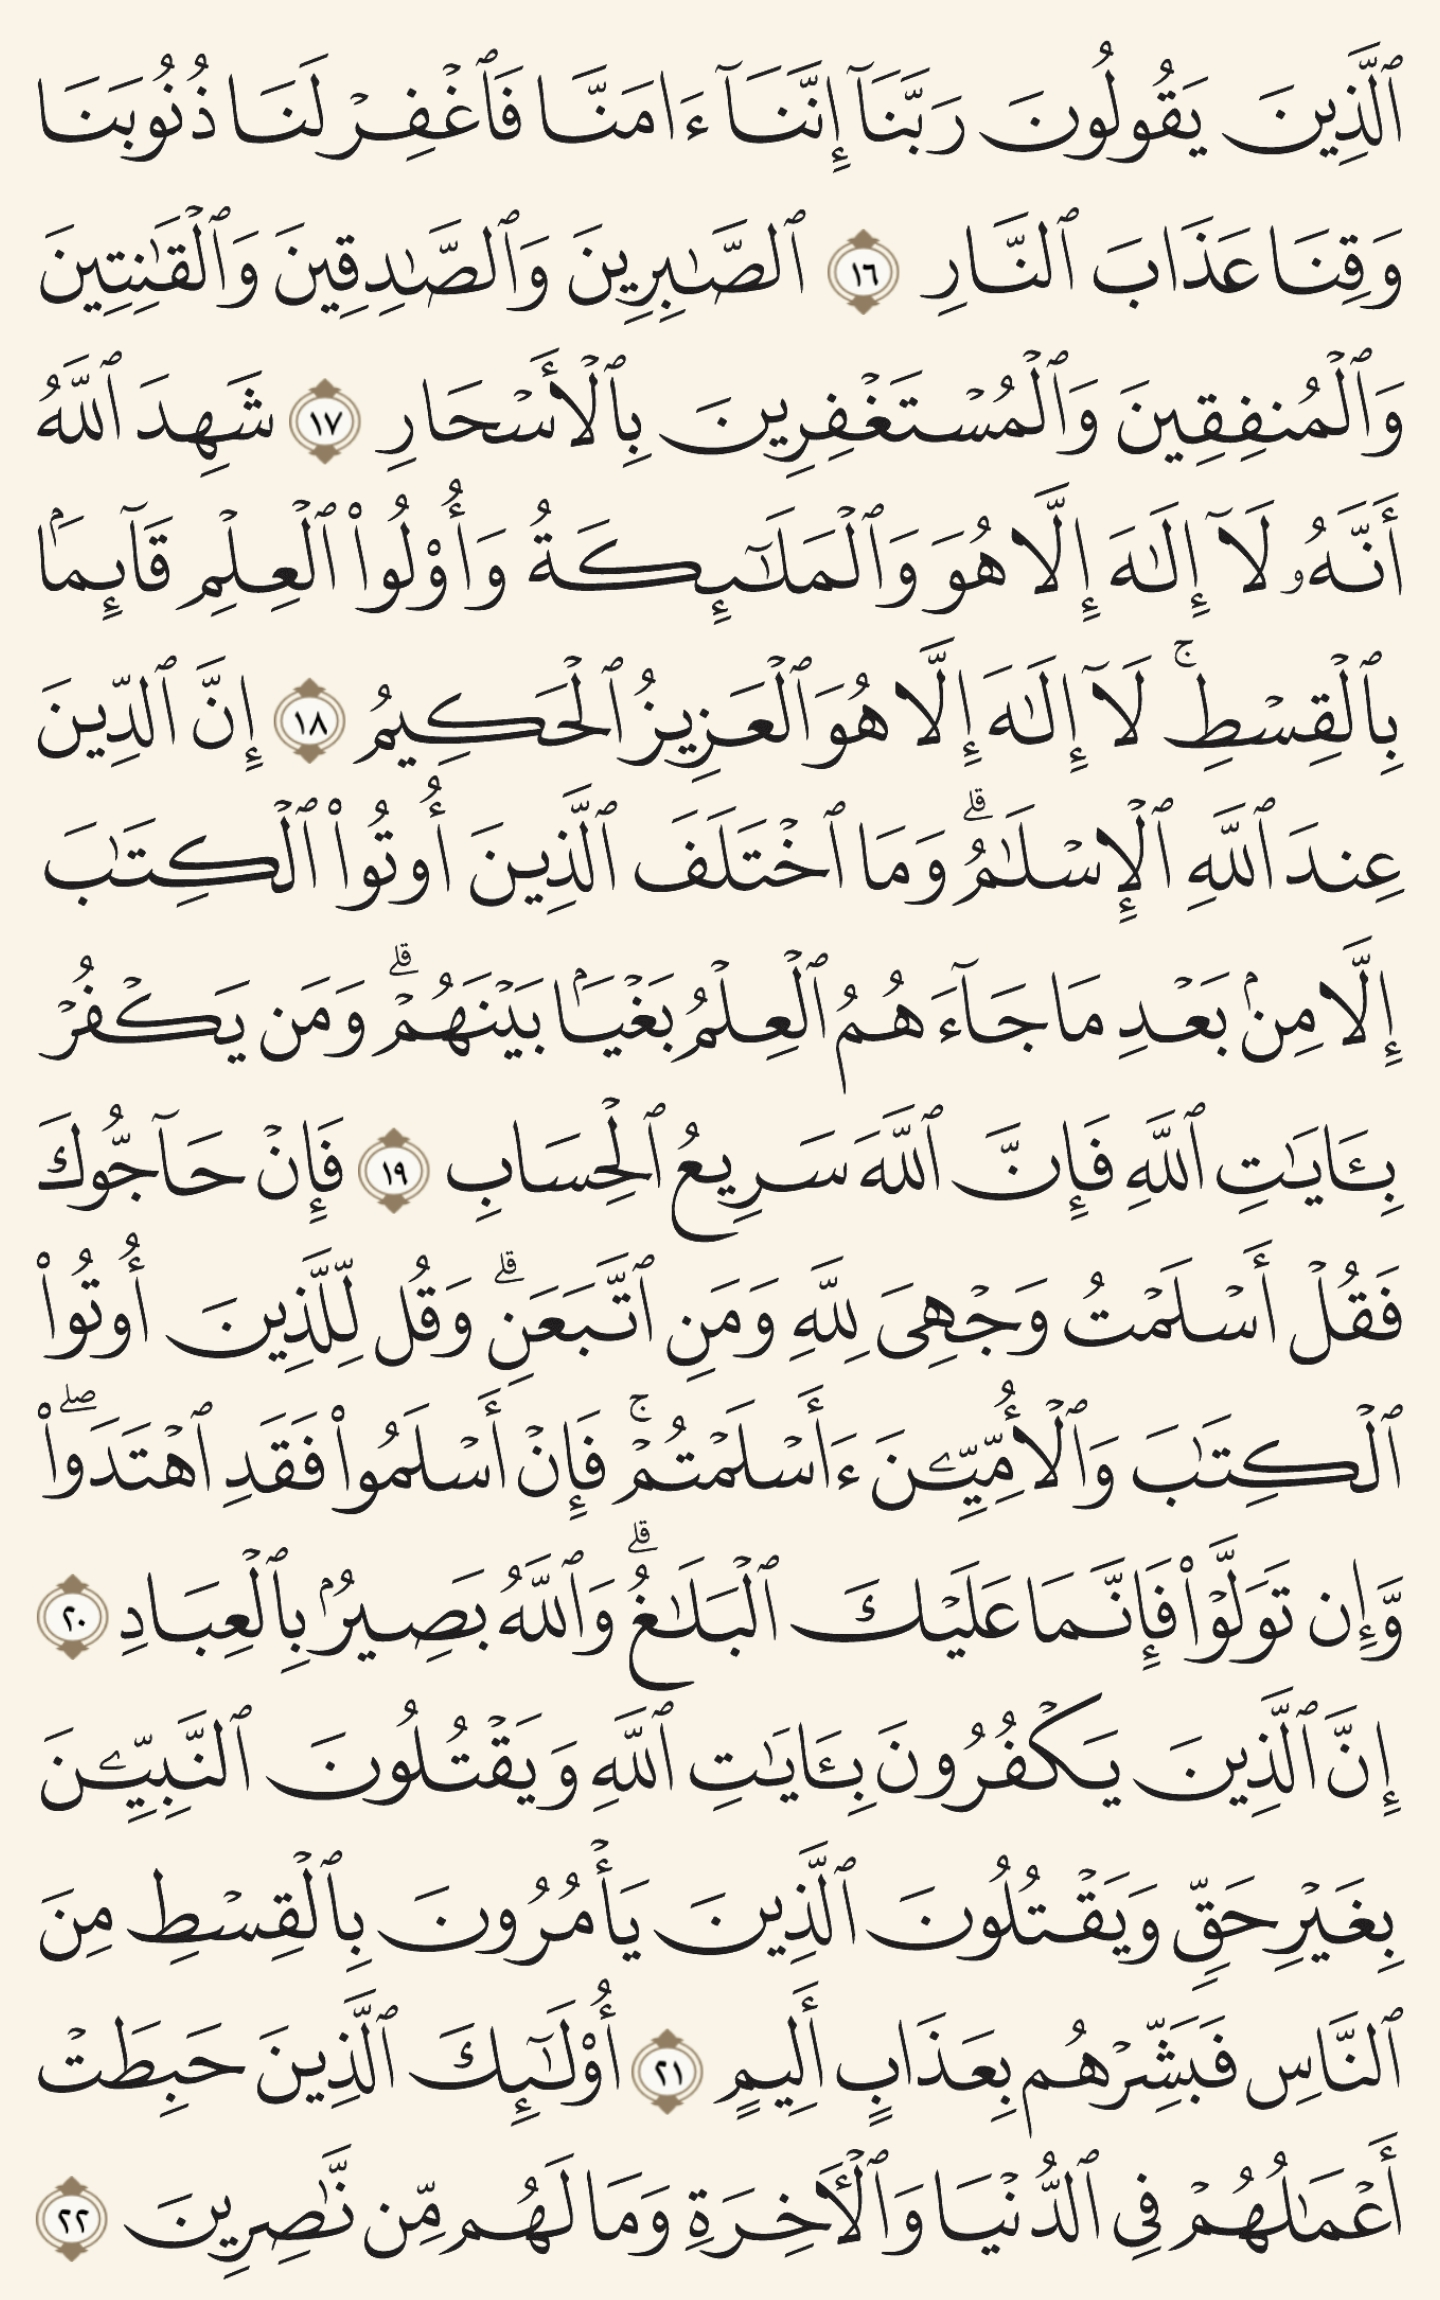 ٱلَّذِينَ يَقُولُونَ رَبَّنَآ إِنَّنَآ ءَامَنَّا فَٱغْفِرْ لَنَا ذُنُوبَنَا
وَقِنَا عَذَابَ ٱلنَّارِ ١٦ ٱلصَّٰبِرِينَ وَٱلصَّٰدِقِينَ وَٱلْقَٰنِتِينَ
وَٱلْمُنفِقِينَ وَٱلْمُسْتَغْفِرِينَ بِٱلْأَسْحَارِ ١٧ شَهِدَ ٱللَّهُ
أَنَّهُۥ لَآ إِلَٰهَ إِلَّا هُوَ وَٱلْمَلَٰٓئِكَةُ وَأُو۟لُوا۟ ٱلْعِلْمِ قَآئِمًۢا
بِٱلْقِسْطِ ۚ لَآ إِلَٰهَ إِلَّا هُوَ ٱلْعَزِيزُ ٱلْحَكِيمُ ١٨ إِنَّ ٱلدِّينَ
عِندَ ٱللَّهِ ٱلْإِسْلَٰمُ ۗ وَمَا ٱخْتَلَفَ ٱلَّذِينَ أُوتُوا۟ ٱلْكِتَٰبَ
إِلَّا مِنۢ بَعْدِ مَا جَآءَهُمُ ٱلْعِلْمُ بَغْيًۢا بَيْنَهُمْ ۗ وَمَن يَكْفُرْ
بِـَٔايَٰتِ ٱللَّهِ فَإِنَّ ٱللَّهَ سَرِيعُ ٱلْحِسَابِ ١٩ فَإِنْ حَآجُّوكَ
فَقُلْ أَسْلَمْتُ وَجْهِىَ لِلَّهِ وَمَنِ ٱتَّبَعَنِ ۗ وَقُل لِّلَّذِينَ أُوتُوا۟
ٱلْكِتَٰبَ وَٱلْأُمِّيِّـۧنَ ءَأَسْلَمْتُمْ ۚ فَإِنْ أَسْلَمُوا۟ فَقَدِ ٱهْتَدَوا۟ ۖ
وَّإِن تَوَلَّوْا۟ فَإِنَّمَا عَلَيْكَ ٱلْبَلَٰغُ ۗ وَٱللَّهُ بَصِيرٌۢ بِٱلْعِبَادِ ٢٠
إِنَّ ٱلَّذِينَ يَكْفُرُونَ بِـَٔايَٰتِ ٱللَّهِ وَيَقْتُلُونَ ٱلنَّبِيِّـۧنَ
بِغَيْرِ حَقٍّ وَيَقْتُلُونَ ٱلَّذِينَ يَأْمُرُونَ بِٱلْقِسْطِ مِنَ
ٱلنَّاسِ فَبَشِّرْهُم بِعَذَابٍ أَلِيمٍ ٢١ أُو۟لَٰٓئِكَ ٱلَّذِينَ حَبِطَتْ
أَعْمَٰلُهُمْ فِى ٱلدُّنْيَا وَٱلْـَٔاخِرَةِ وَمَا لَهُم مِّن نَّٰصِرِينَ ٢٢